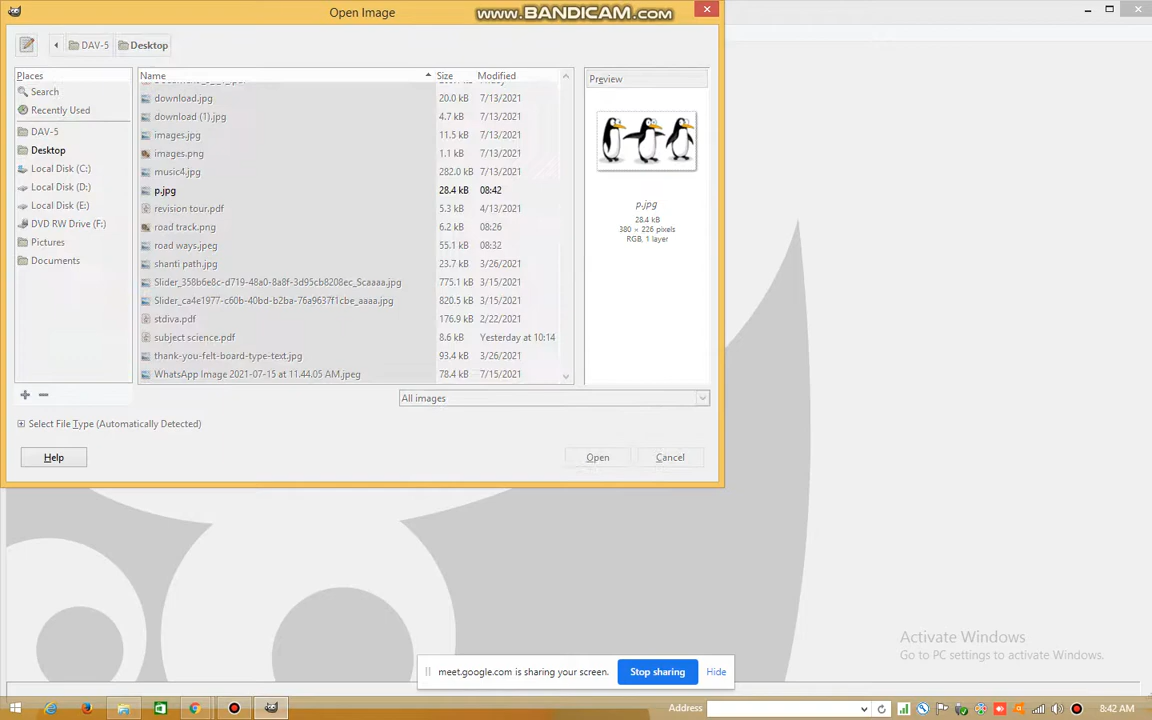 Open Image
www.BANDICAM.com
DAV-5 Desktop
Places
Search
Recently Used
DAV-5
Desktop
Local Disk (C:)
Local Disk (D:)
Local Disk (E:)
DVD RW Drive (F:)
Pictures
Documents
Name Size Modified
download.jpg 20.0 kB 7/13/2021
download (1).jpg 4.7 kB 7/13/2021
images.jpg 11.5 kB 7/13/2021
images.png 1.1 kB 7/13/2021
music4.jpg 282.0 kB 7/13/2021
p.jpg 28.4 kB 08:42
revision tour.pdf 5.3 kB 4/13/2021
road track.png 6.2 kB 08:26
road ways.jpeg 55.1 kB 08:32
shanti path.jpg 23.7 kB 3/26/2021
Slider_358b6e8c-d719-48a0-8a8f-3d95cb8208ec_Scaaaa.jpg 775.1 kB 3/15/2021
Slider_ca4e1977-c60b-40bd-b2ba-76a9637f1cbe_aaaa.jpg 820.5 kB 3/15/2021
stdiva.pdf 176.9 kB 2/22/2021
subject science.pdf 8.6 kB Yesterday at 10:14
thank-you-felt-board-type-text.jpg 93.4 kB 3/26/2021
WhatsApp Image 2021-07-15 at 11.44.05 AM.jpeg 78.4 kB 7/15/2021
Preview
p.jpg
28.4 kB
380 × 226 pixels
RGB, 1 layer
All images
Select File Type (Automatically Detected)
Help Open Cancel
Activate Windows
Go to PC settings to activate Windows.
meet.google.com is sharing your screen. Stop sharing Hide
Address 8:42 AM